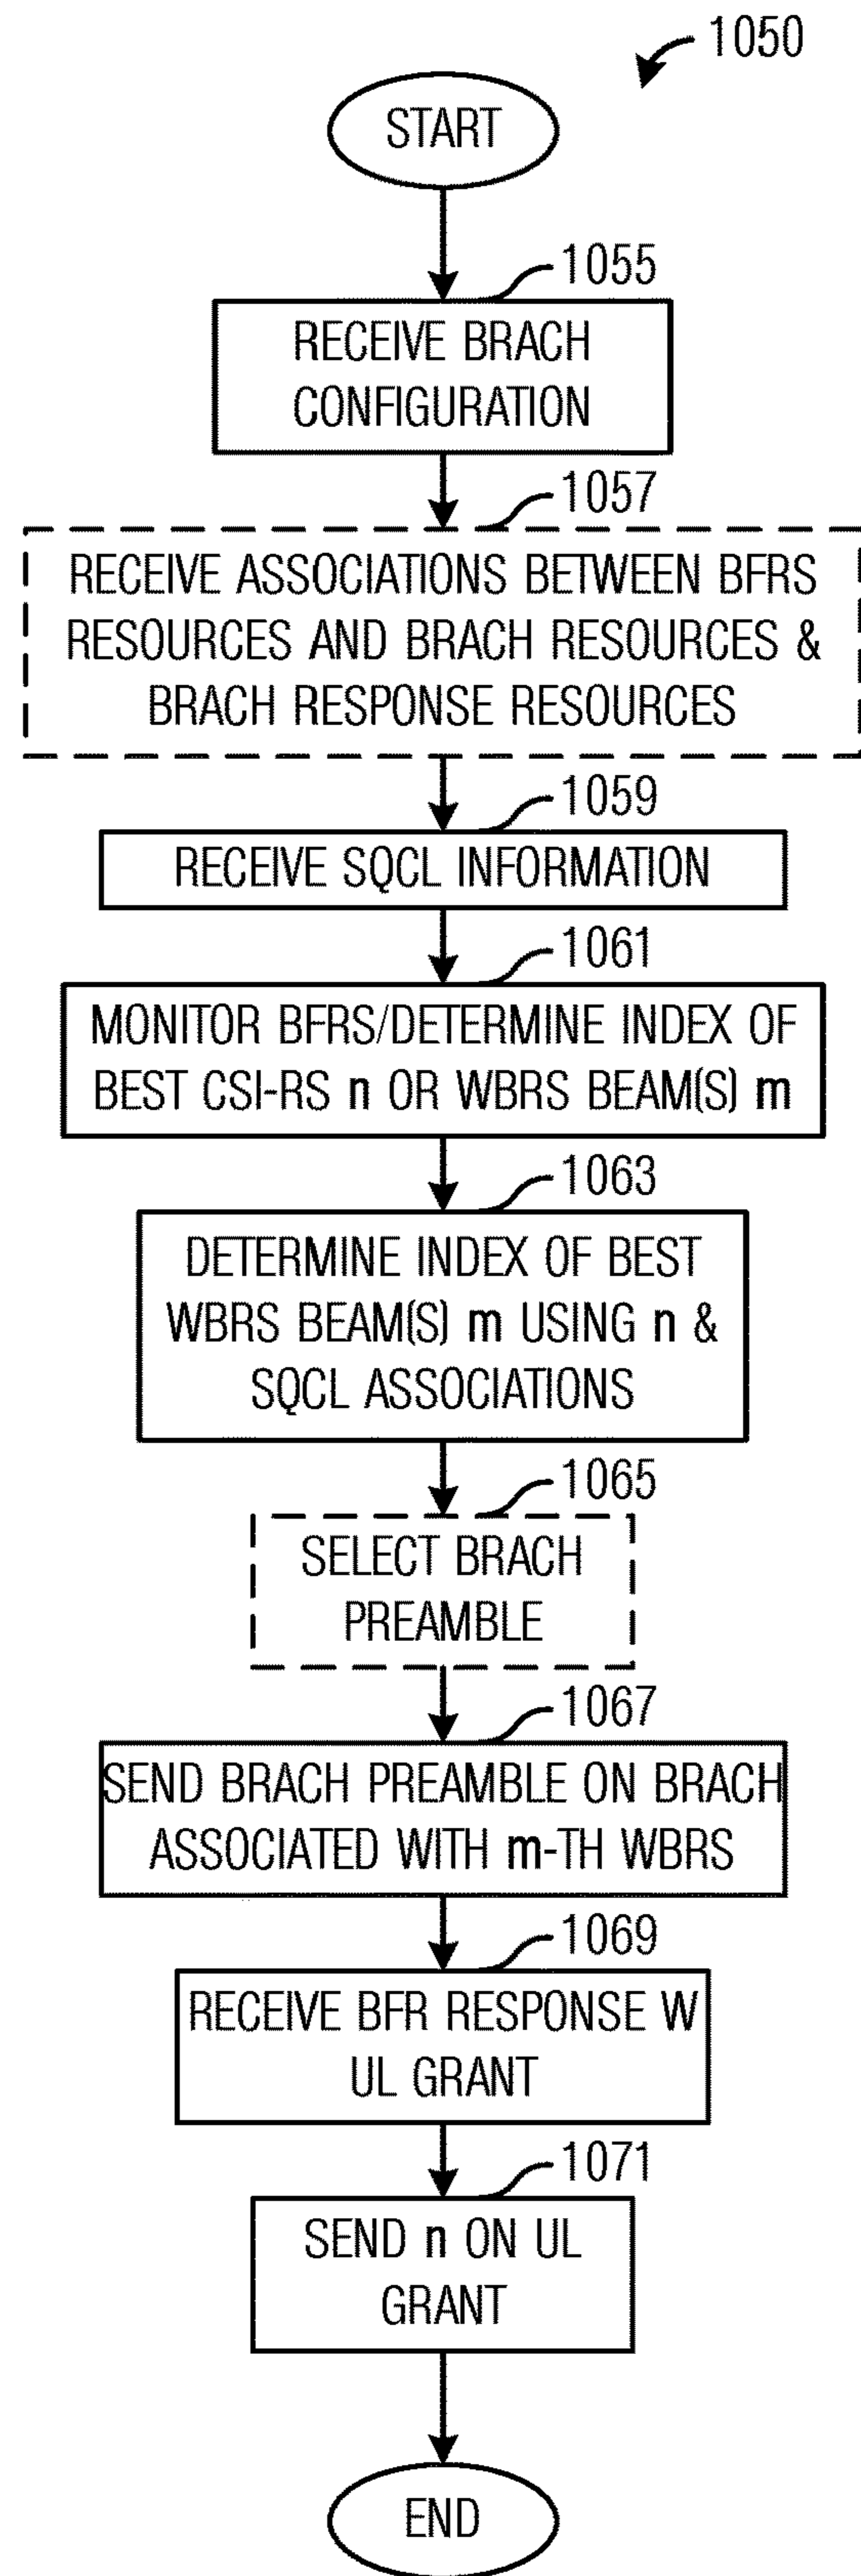 1050
START
1055
RECEIVE BRACH
CONFIGURATION
1057
RECEIVE ASSOCIATIONS BETWEEN BFRS
RESOURCES AND BRACH RESOURCES &
BRACH RESPONSE RESOURCES
1059
RECEIVE SQCL INFORMATION
1061
MONITOR BFRS/DETERMINE INDEX OF
BEST CSI-RS n OR WBRS BEAM(S) m
1063
DETERMINE INDEX OF BEST
WBRS BEAM(S) m USING n &
SQCL ASSOCIATIONS
1065
SELECT BRACH
PREAMBLE
1067
SEND BRACH PREAMBLE ON BRACH
ASSOCIATED WITH m-TH WBRS
1069
RECEIVE BFR RESPONSE W
UL GRANT
1071
SEND n ON UL
GRANT
END